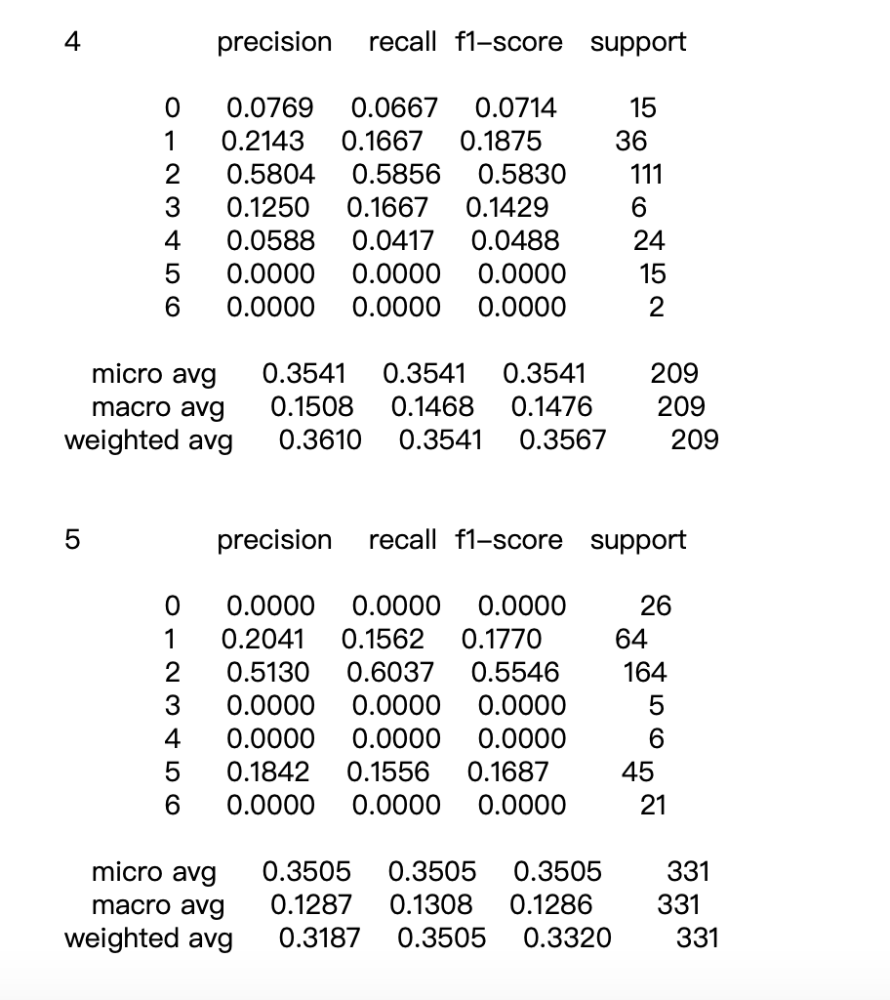 4 precision recall f1-score support
0 0.0769 0.0667 0.0714 15
1 0.2143 0.1667 0.1875 36
2 0.5804 0.5856 0.5830 111
3 0.1250 0.1667 0.1429 6
4 0.0588 0.0417 0.0488 24
5 0.0000 0.0000 0.0000 15
6 0.0000 0.0000 0.0000 2
micro avg 0.3541 0.3541 0.3541 209
macro avg 0.1508 0.1468 0.1476 209
weighted avg 0.3610 0.3541 0.3567 209
5 precision recall f1-score support
0 0.0000 0.0000 0.0000 26
1 0.2041 0.1562 0.1770 64
2 0.5130 0.6037 0.5546 164
3 0.0000 0.0000 0.0000 5
4 0.0000 0.0000 0.0000 6
5 0.1842 0.1556 0.1687 45
6 0.0000 0.0000 0.0000 21
micro avg 0.3505 0.3505 0.3505 331
macro avg 0.1287 0.1308 0.1286 331
weighted avg 0.3187 0.3505 0.3320 331